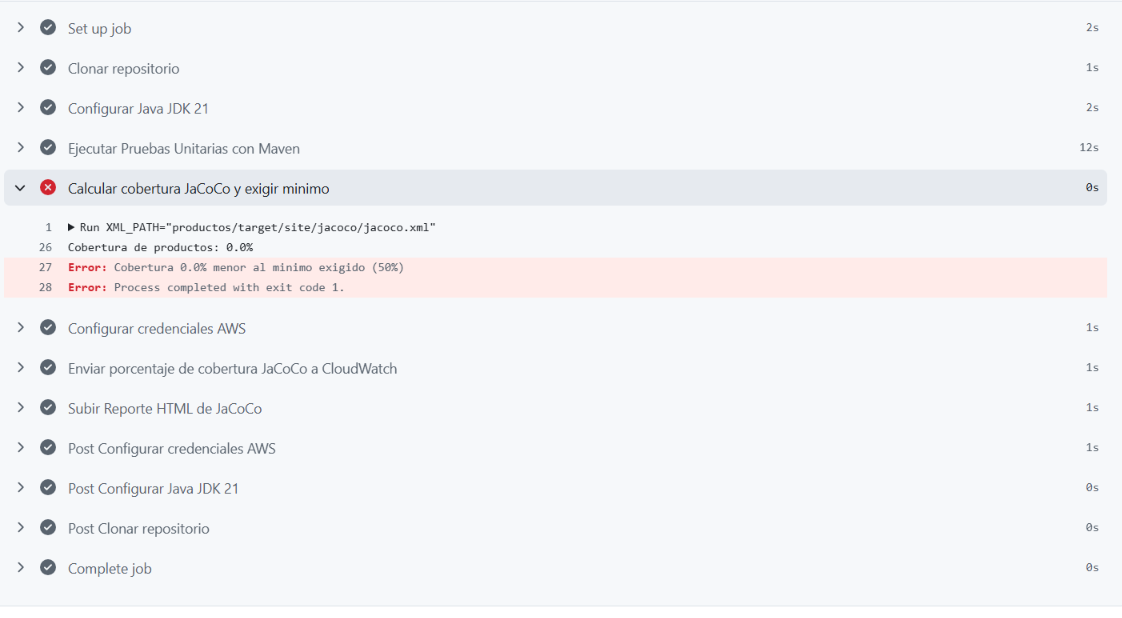 Set up job 2s
Clonar repositorio 1s
Configurar Java JDK 21 2s
Ejecutar Pruebas Unitarias con Maven 12s
Calcular cobertura JaCoCo y exigir minimo 0s
1 Run XML_PATH="productos/target/site/jacoco/jacoco.xml"
26 Cobertura de productos: 0.0%
27 Error: Cobertura 0.0% menor al minimo exigido (50%)
28 Error: Process completed with exit code 1.
Configurar credenciales AWS 1s
Enviar porcentaje de cobertura JaCoCo a CloudWatch 1s
Subir Reporte HTML de JaCoCo 1s
Post Configurar credenciales AWS 1s
Post Configurar Java JDK 21 0s
Post Clonar repositorio 0s
Complete job 0s